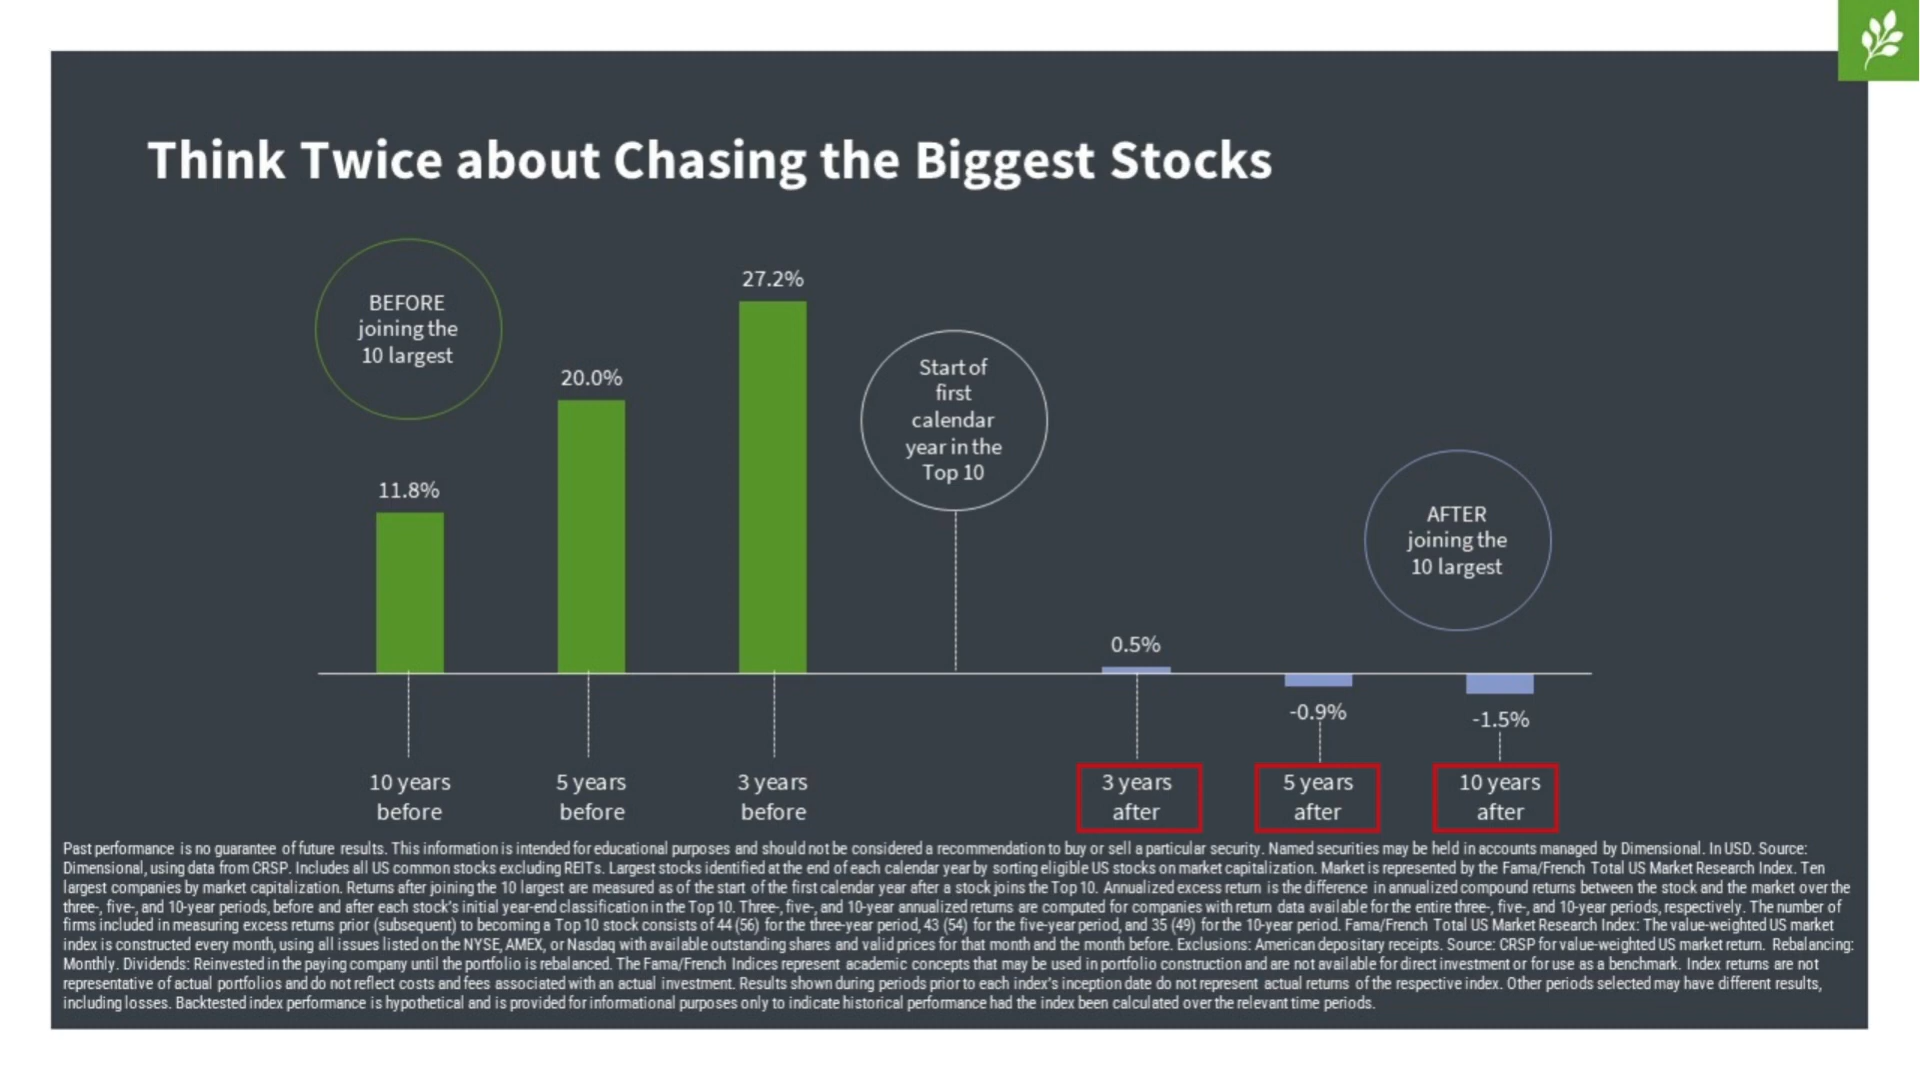 Think Twice about Chasing the Biggest Stocks
BEFORE
joining the
10 largest
11.8%
20.0%
27.2%
Start of
first
calendar
year in the
Top 10
AFTER
joining the
10 largest
0.5%
-0.9%
-1.5%
10 years
before
5 years
before
3 years
before
3 years
after
5 years
after
10 years
after
Past performance is no guarantee of future results. This information is intended for educational purposes and should not be considered a recommendation to buy or sell a particular security. Named securities may be held in accounts managed by Dimensional. In USD. Source:
Dimensional, using data from CRSP. Includes all US common stocks excluding REITs. Largest stocks identified at the end of each calendar year by sorting eligible US stocks on market capitalization. Market is represented by the Fama/French Total US Market Research Index. Ten
largest companies by market capitalization. Returns after joining the 10 largest are measured as of the start of the first calendar year after a stock joins the Top 10. Annualized excess return is the difference in annualized compound returns between the stock and the market over the
three-, five-, and 10-year periods, before and after each stock's initial year-end classification in the Top 10. Three-, five-, and 10-year annualized returns are computed for companies with return data available for the entire three-, five-, and 10-year periods, respectively. The number of
firms included in measuring excess returns prior (subsequent) to becoming a Top 10 stock consists of 44 (56) for the three-year period, 43 (54) for the five-year period, and 35 (49) for the 10-year period. Fama/French Total US Market Research Index: The value-weighted US market
index is constructed every month, using all issues listed on the NYSE, AMEX, or Nasdaq with available outstanding shares and valid prices for that month and the month before. Exclusions: American depositary receipts. Source: CRSP for value-weighted US market return. Rebalancing:
Monthly. Dividends: Reinvested in the paying company until the portfolio is rebalanced. The Fama/French Indices represent academic concepts that may be used in portfolio construction and are not available for direct investment or for use as a benchmark. Index returns are not
representative of actual portfolios and do not reflect costs and fees associated with an actual investment. Results shown during periods prior to each index's inception date do not represent actual returns of the respective index. Other periods selected may have different results,
including losses. Backtested index performance is hypothetical and is provided for informational purposes only to indicate historical performance had the index been calculated over the relevant time periods.